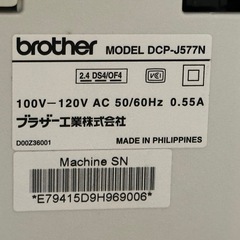 brother MODEL DCP-J577N
2.4 DS4/OF4 VCI
100V－120V AC 50/60Hz 0.55A
ブラザー工業株式会社
D00Z36001 MADE IN PHILIPPINES
Machine SN
*E79415D9H969006*